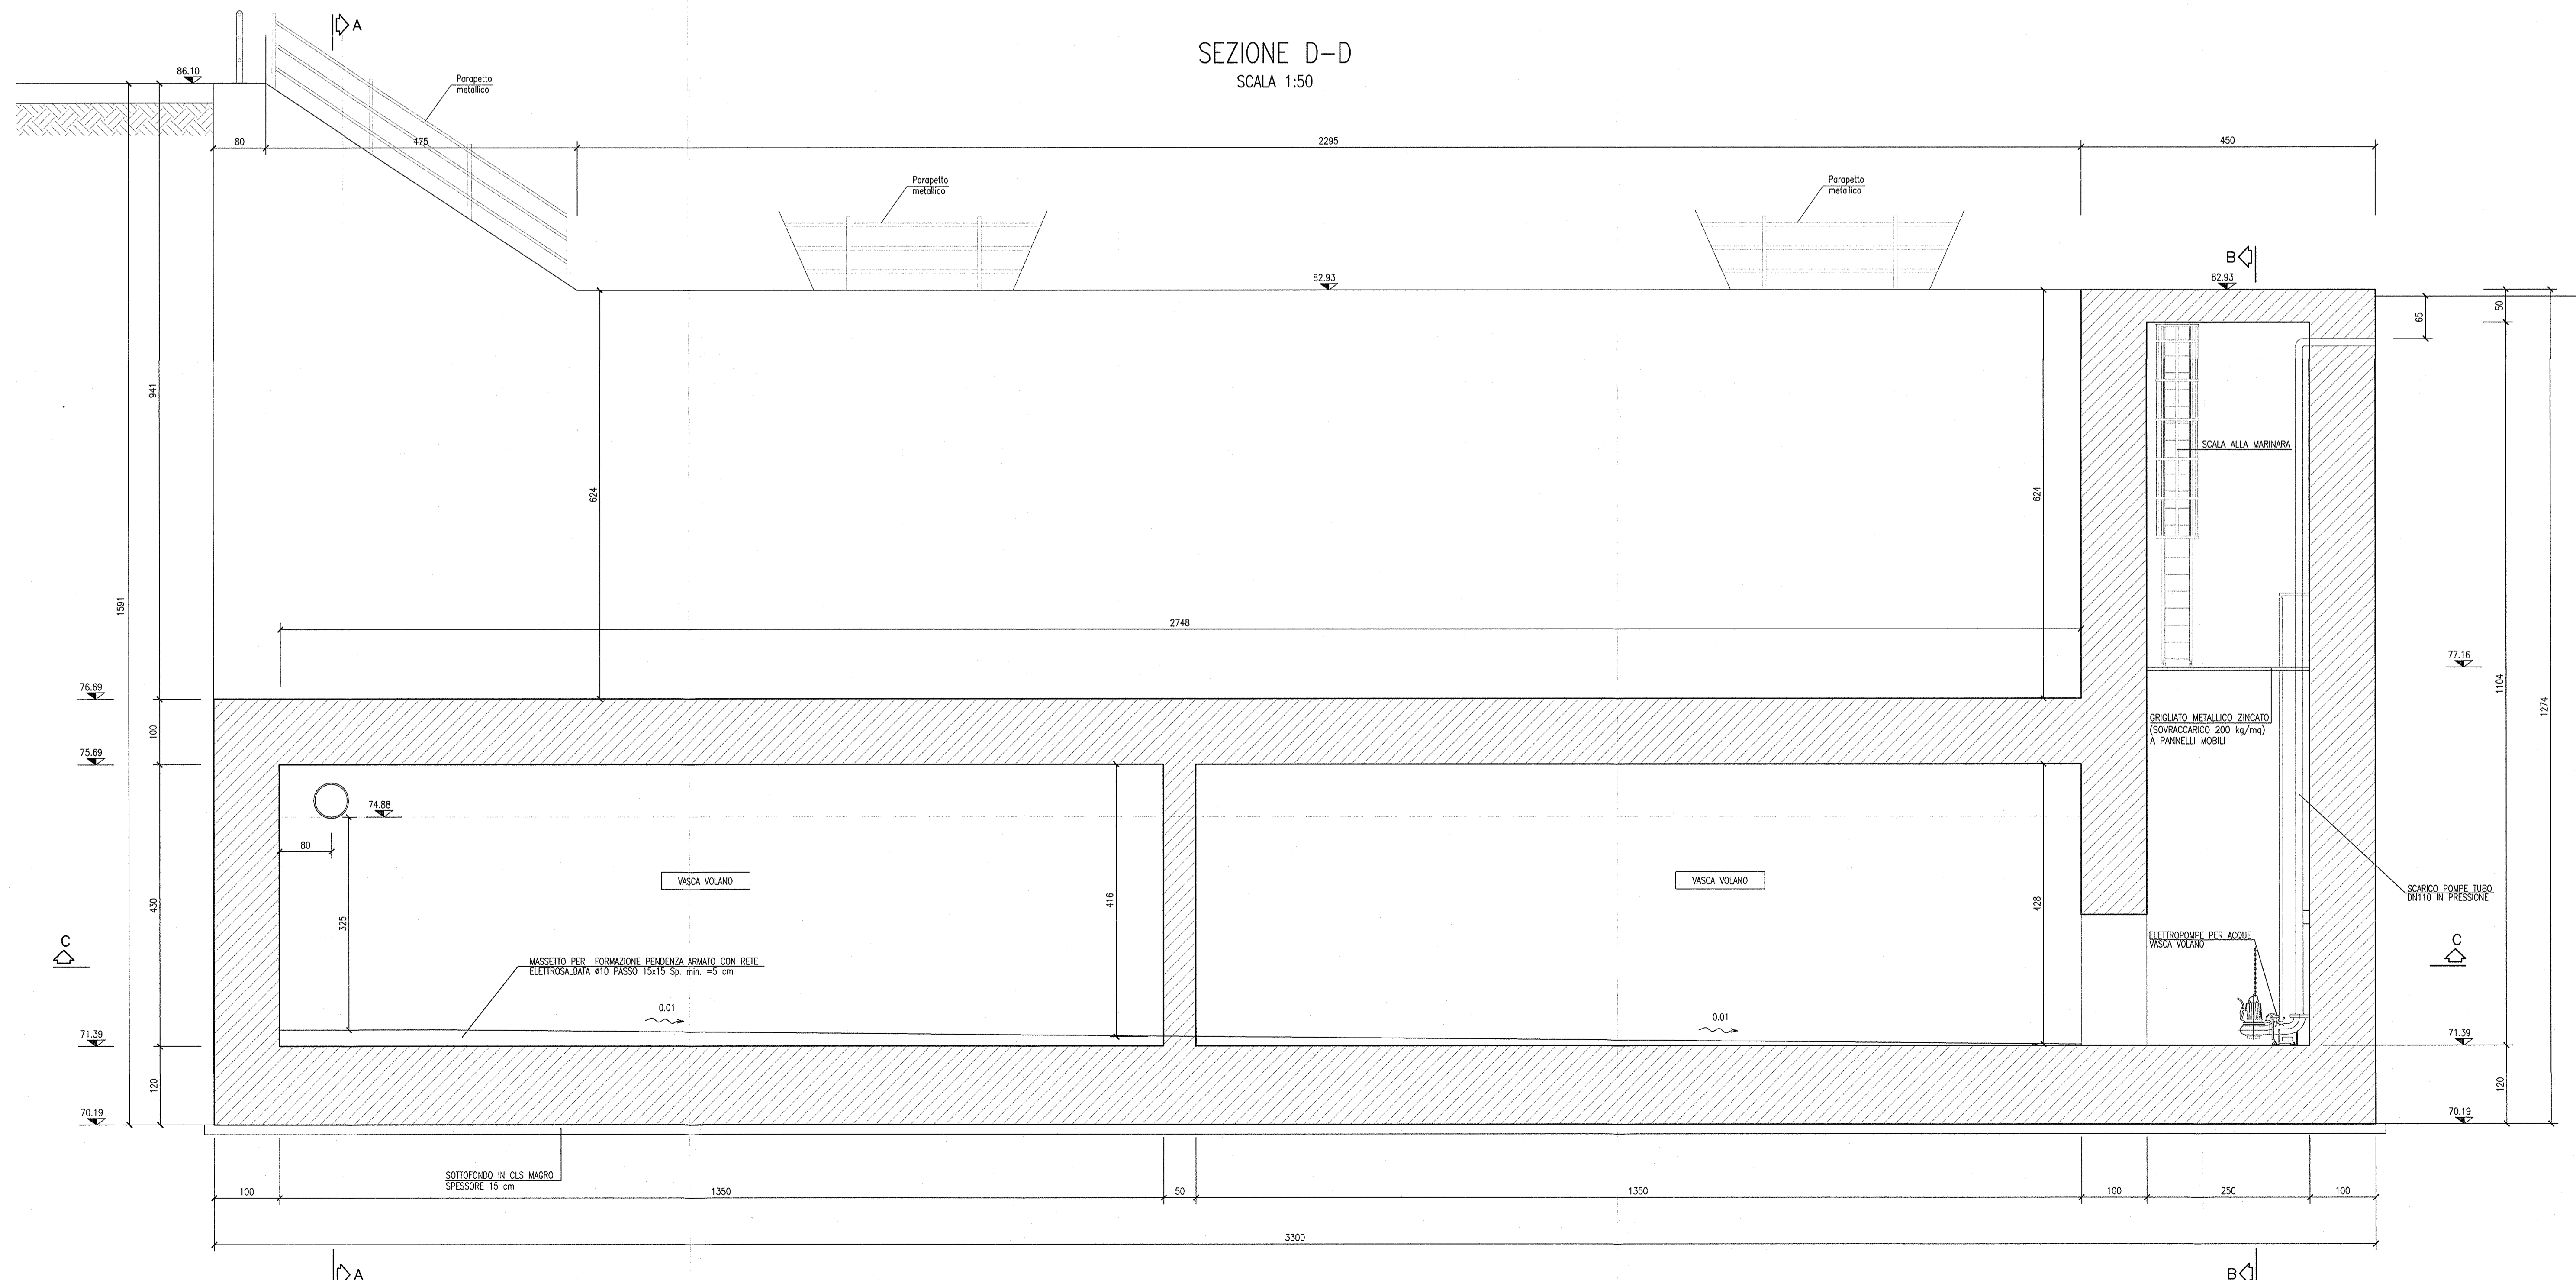 A
SEZIONE D-D
SCALA 1:50
86.10
Parapetto
metallico
80
475
2295
450
Parapetto
metallico
Parapetto
metallico
B
82.93
82.93
50
65
941
624
624
SCALA ALLA MARINARA
1591
2748
77.16
76.69
1104
1274
GRIGLIATO METALLICO ZINCATO
(SOVRACCARICO 200 kg/mq)
A PANNELLI MOBILI
100
75.69
74.88
80
VASCA VOLANO
VASCA VOLANO
SCARICO POMPE TUBO
DN110 IN PRESSIONE
430
325
416
428
C
ELETTROPOMPE PER ACQUE
VASCA VOLANO
C
MASSETTO PER FORMAZIONE PENDENZA ARMATO CON RETE
ELETTROSALDATA ø10 PASSO 15x15 Sp. min. =5 cm
0.01
0.01
71.39
71.39
120
120
70.19
70.19
SOTTOFONDO IN CLS MAGRO
SPESSORE 15 cm
100
1350
50
1350
100
250
100
3300
A
B